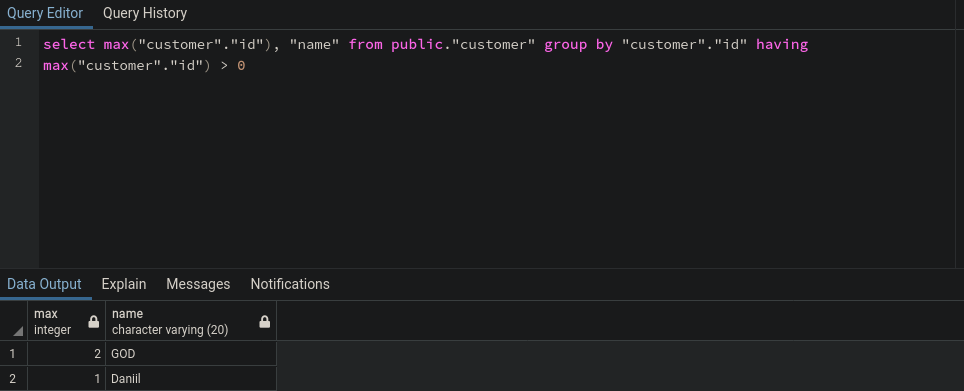 Query Editor Query History
1 select max("customer"."id"), "name" from public."customer" group by "customer"."id" having
2 max("customer"."id") > 0
Data Output Explain Messages Notifications
max name
integer character varying (20)
1 2 GOD
2 1 Daniil